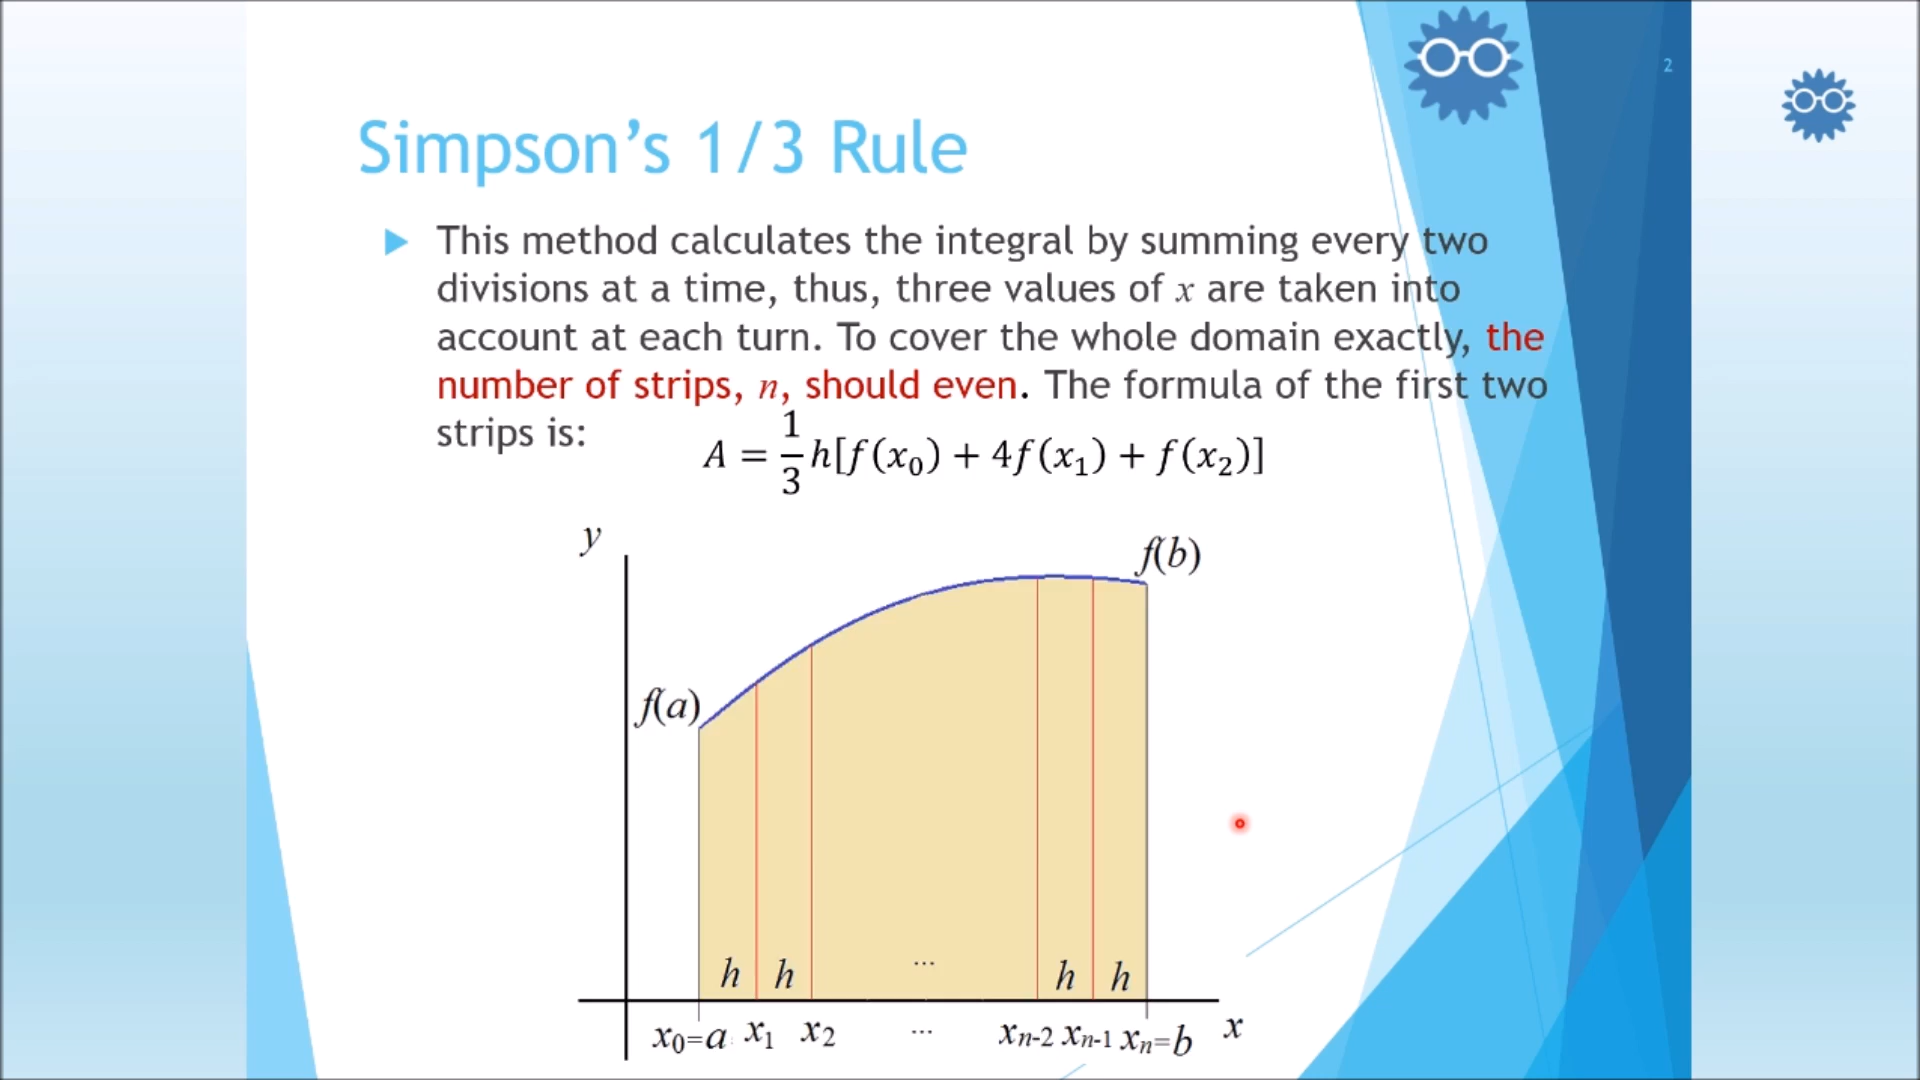 2
Simpson’s 1/3 Rule
This method calculates the integral by summing every two
divisions at a time, thus, three values of x are taken into
account at each turn. To cover the whole domain exactly, the
number of strips, n, should even. The formula of the first two
strips is:
A = 1/3 h[f(x₀) + 4f(x₁) + f(x₂)]
y
f(b)
f(a)
h h ... h h
x₀=a x₁ x₂ ... xₙ₋₂ xₙ₋₁ xₙ=b x